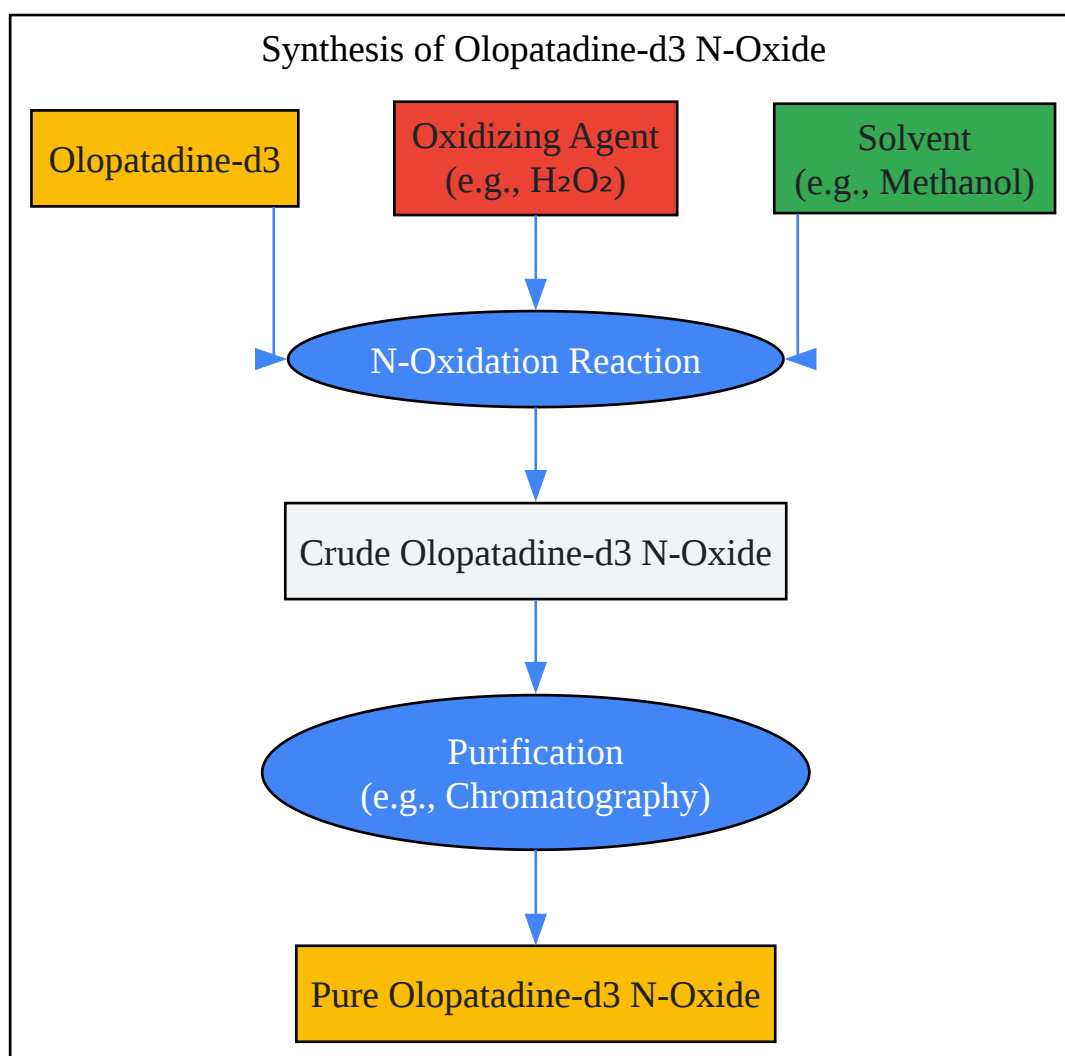 Synthesis of Olopatadine-d3 N-Oxide
Olopatadine-d3
Oxidizing Agent
(e.g., H₂O₂)
Solvent
(e.g., Methanol)
N-Oxidation Reaction
Crude Olopatadine-d3 N-Oxide
Purification
(e.g., Chromatography)
Pure Olopatadine-d3 N-Oxide